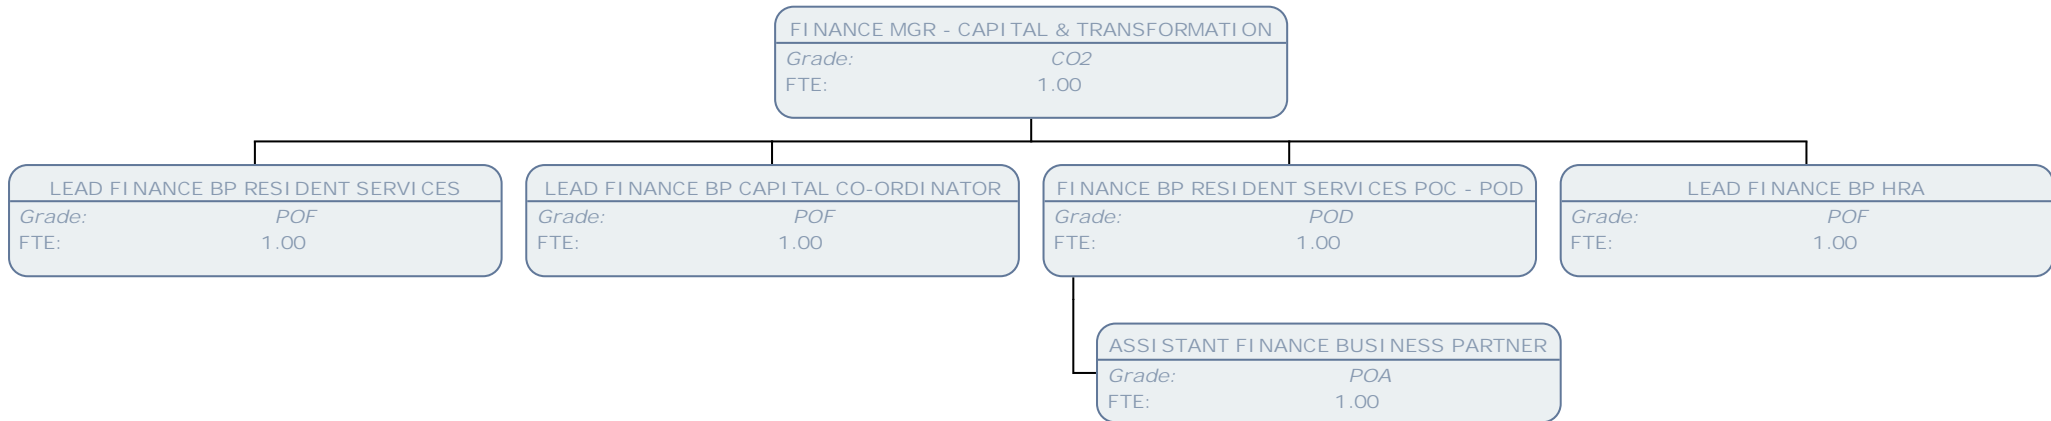 FINANCE MGR - CAPITAL & TRANSFORMATION
Grade: CO2
FTE: 1.00
LEAD FINANCE BP RESIDENT SERVICES
Grade: POF
FTE: 1.00
LEAD FINANCE BP CAPITAL CO-ORDINATOR
Grade: POF
FTE: 1.00
FINANCE BP RESIDENT SERVICES POC - POD
Grade: POD
FTE: 1.00
LEAD FINANCE BP HRA
Grade: POF
FTE: 1.00
ASSISTANT FINANCE BUSINESS PARTNER
Grade: POA
FTE: 1.00